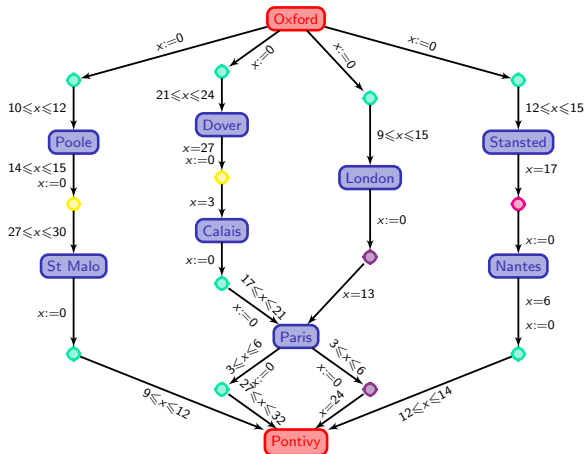 Oxford
x:=0
x:=0
x:=0
x:=0
10⩽x⩽12
21⩽x⩽24
9⩽x⩽15
12⩽x⩽15
Poole
Dover
London
Stansted
14⩽x⩽15
x:=0
x=27
x:=0
x=17
27⩽x⩽30
x=3
x:=0
x:=0
St Malo
Calais
Nantes
x:=0
x:=0
17⩽x⩽21
x:=0
x=13
x=6
x:=0
Paris
3⩽x⩽6
x:=0
3⩽x⩽6
x:=0
9⩽x⩽12
27⩽x⩽32
x=24
12⩽x⩽14
Pontivy